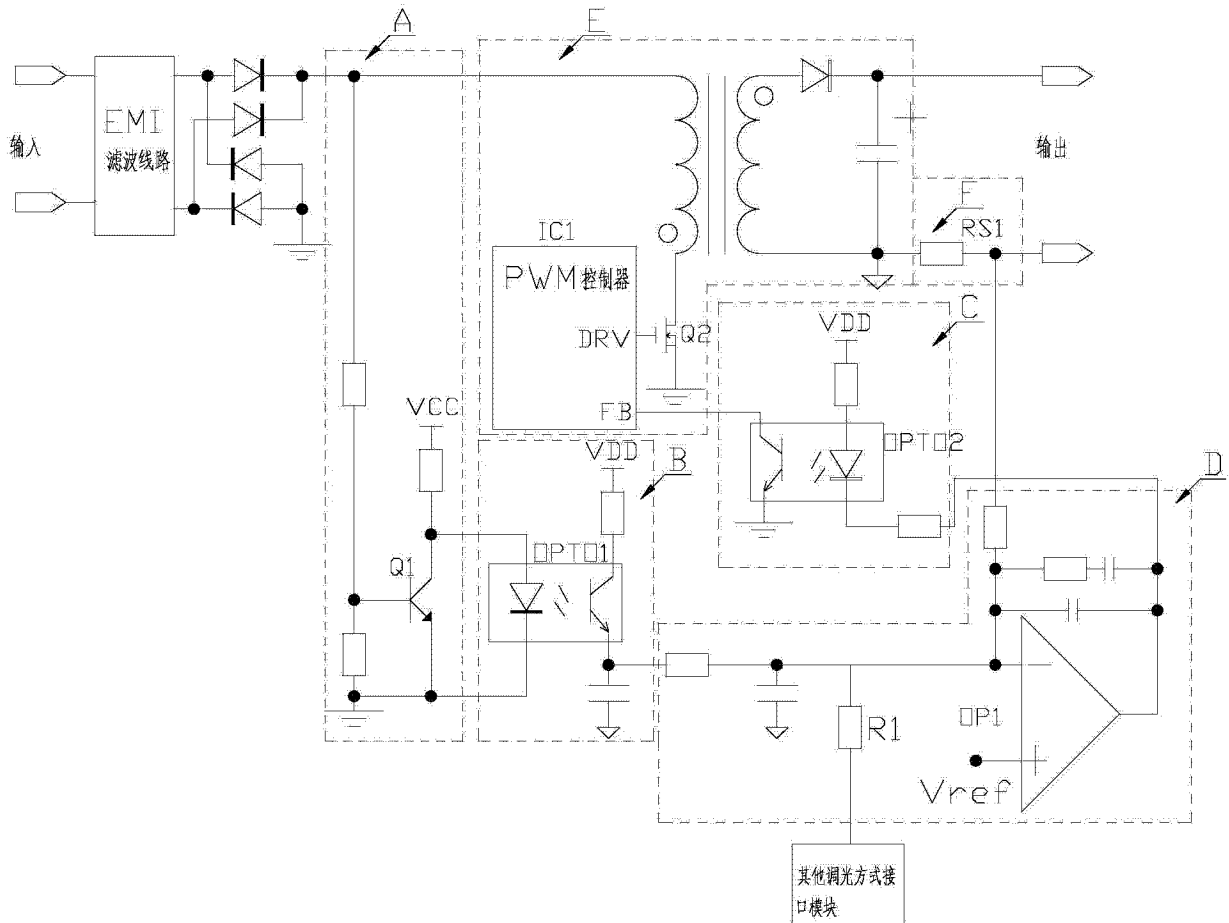 A
E
EMI
滤波线路
输入
输出
F
RS1
IC1
PWM控制器
DRV
Q2
FB
C
VDD
OPTO2
VCC
VDD
B
D
OPTO1
Q1
R1
OP1
Vref
其他调光方式接
口模块